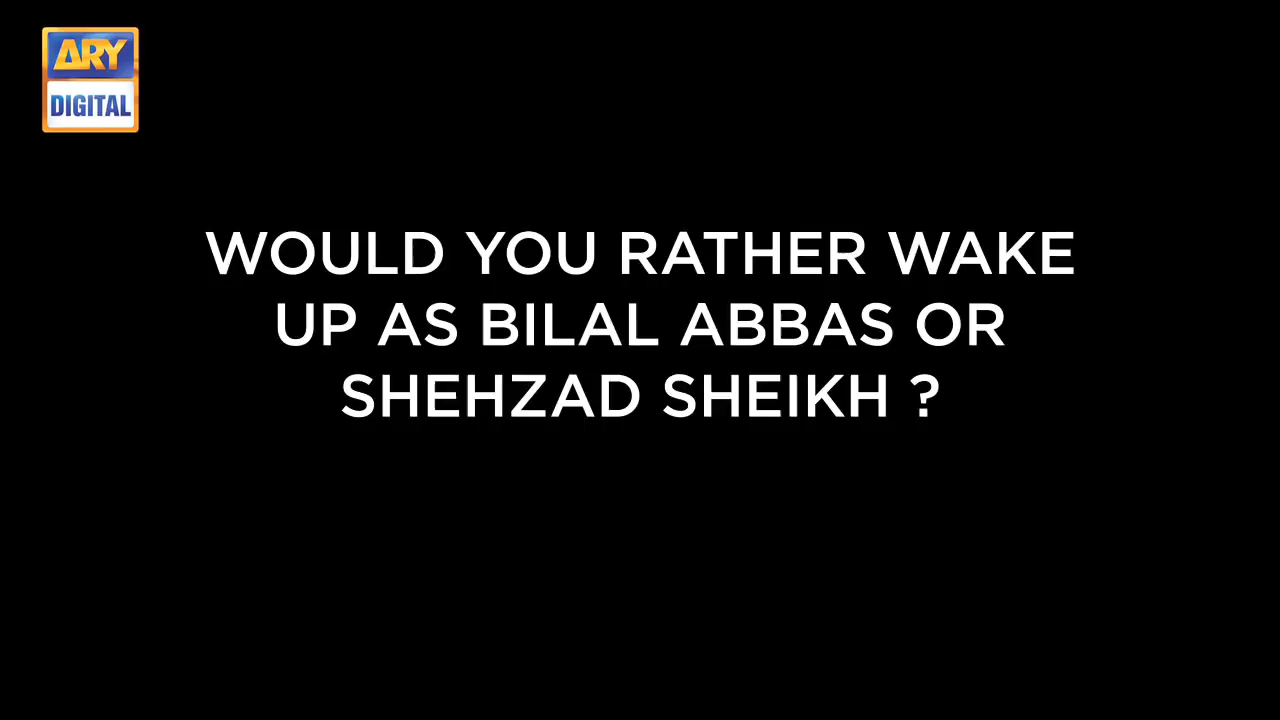 ARY
DIGITAL
WOULD YOU RATHER WAKE
UP AS BILAL ABBAS OR
SHEHZAD SHEIKH ?